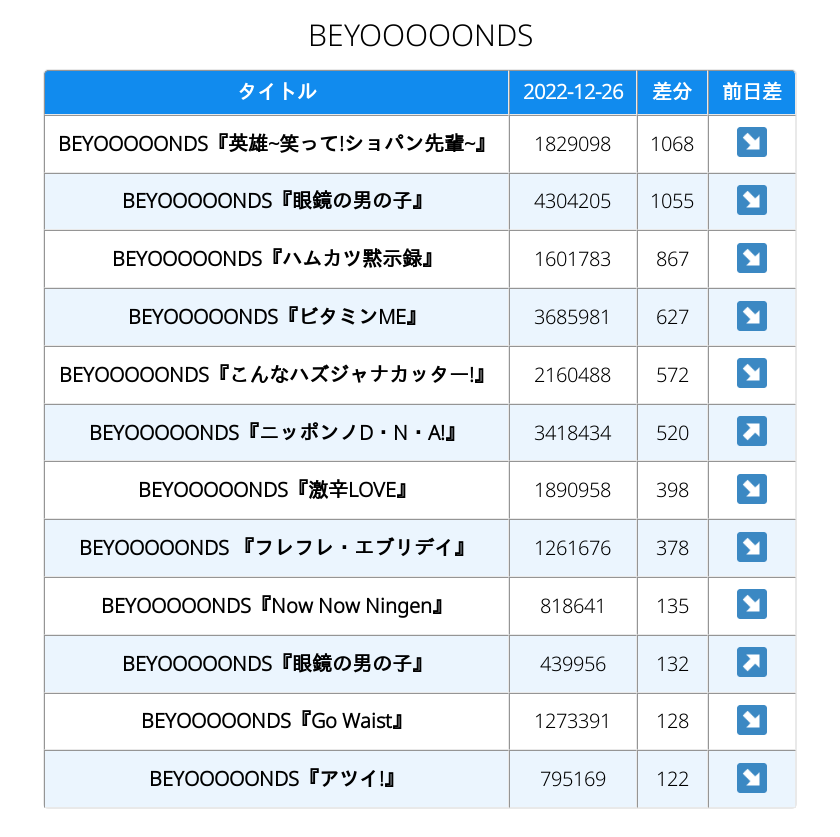 BEYOOOOONDS
タイトル 2022-12-26 差分 前日差
BEYOOOOONDS『英雄~笑って!ショパン先輩~』 1829098 1068 ↘
BEYOOOOONDS『眼鏡の男の子』 4304205 1055 ↘
BEYOOOOONDS『ハムカツ黙示録』 1601783 867 ↘
BEYOOOOONDS『ビタミンME』 3685981 627 ↘
BEYOOOOONDS『こんなハズジャナカッター!』 2160488 572 ↘
BEYOOOOONDS『ニッポンノD・N・A!』 3418434 520 ↗
BEYOOOOONDS『激辛LOVE』 1890958 398 ↘
BEYOOOOONDS 『フレフレ・エブリデイ』 1261676 378 ↘
BEYOOOOONDS『Now Now Ningen』 818641 135 ↘
BEYOOOOONDS『眼鏡の男の子』 439956 132 ↗
BEYOOOOONDS『Go Waist』 1273391 128 ↘
BEYOOOOONDS『アツイ!』 795169 122 ↘